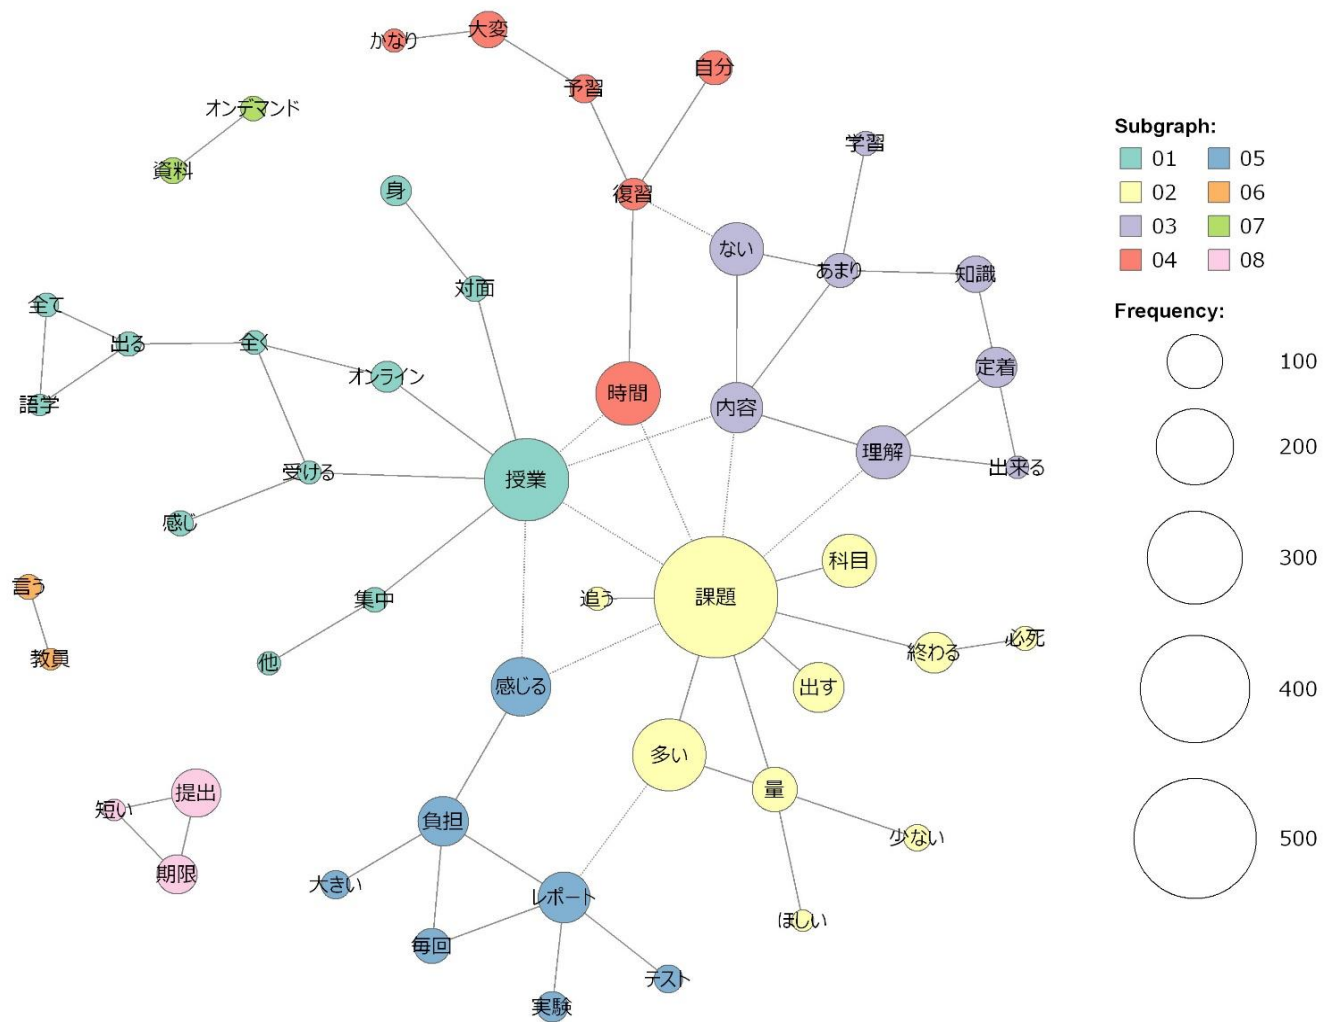 かなり
大変
予習
自分
オンデマンド
資料
学習
身
復習
ない
あまり
知識
対面
全て
出る
全く
オンライン
語学
時間
内容
定着
理解
出来る
授業
受ける
感じ
科目
課題
追う
集中
他
言う
教員
終わる
必死
感じる
出す
多い
量
提出
短い
期限
負担
少ない
大きい
レポート
ほしい
毎回
テスト
実験
Subgraph:
01 05
02 06
03 07
04 08
Frequency:
100
200
300
400
500